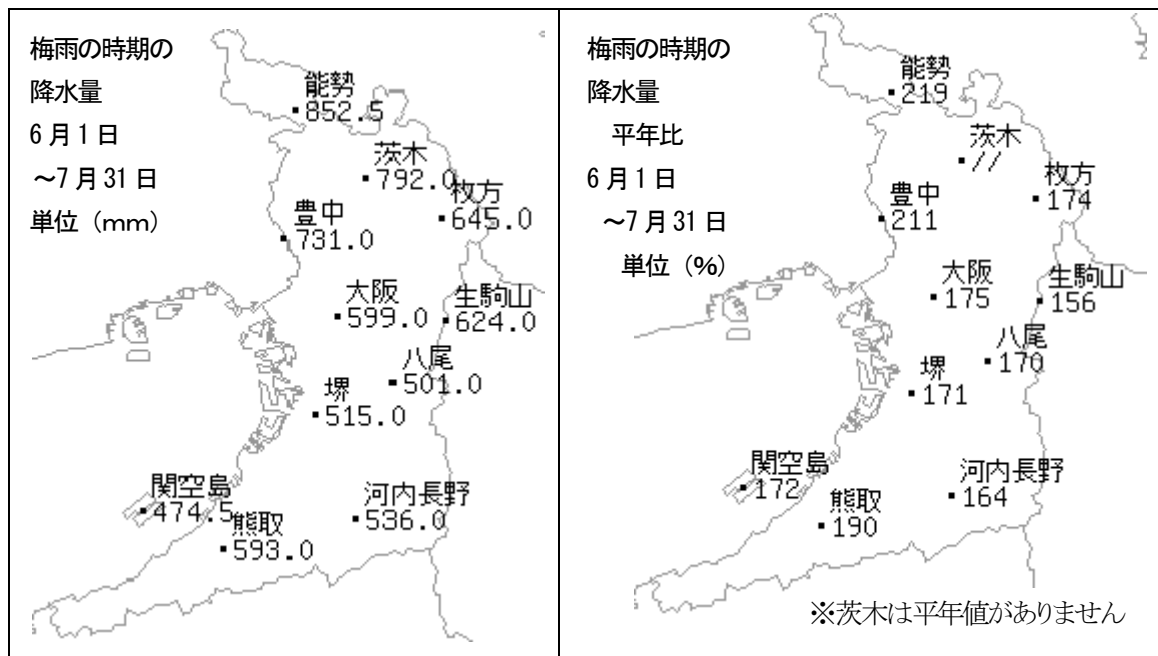 梅雨の時期の
降水量
6月1日
～7月31日
単位（mm）
能勢
852.5
茨木
792.0
枚方
645.0
豊中
731.0
大阪
599.0
生駒山
624.0
八尾
501.0
堺
515.0
関空島
474.5
熊取
593.0
河内長野
536.0
梅雨の時期の
降水量
平年比
6月1日
～7月31日
単位（%）
能勢
219
茨木
//
枚方
174
豊中
211
大阪
175
生駒山
156
八尾
170
堺
171
関空島
172
熊取
190
河内長野
164
※茨木は平年値がありません